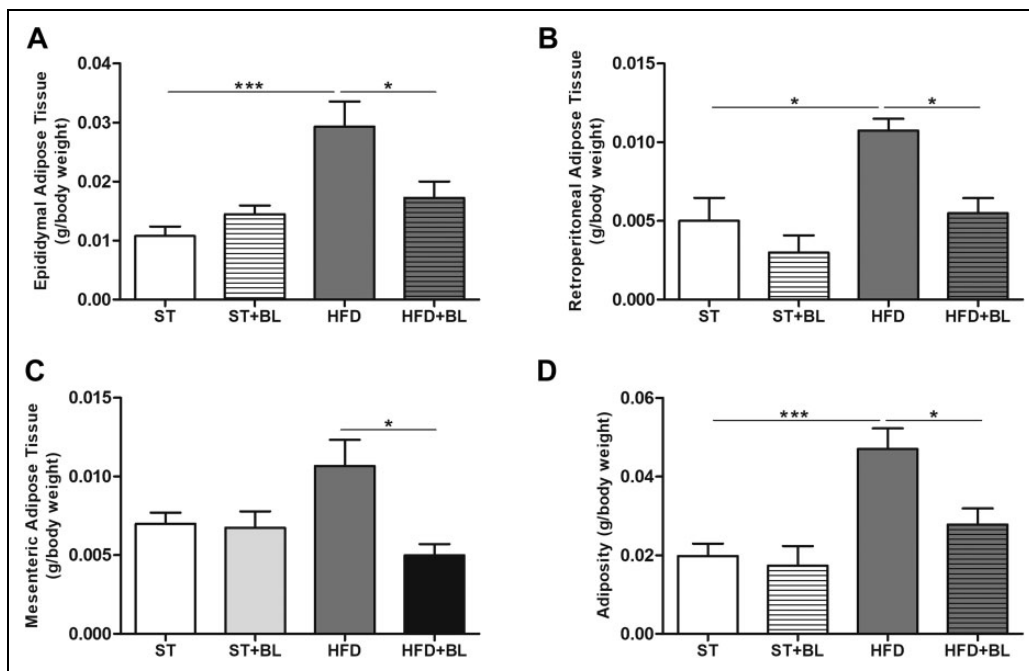 A
Epididymal Adipose Tissue
(g/body weight)
0.04
0.03
0.02
0.01
0.00
***
*
ST
ST+BL
HFD
HFD+BL
B
Retroperitoneal Adipose Tissue
(g/body weight)
0.015
0.010
0.005
0.000
*
*
ST
ST+BL
HFD
HFD+BL
C
Mesenteric Adipose Tissue
(g/body weight)
0.015
0.010
0.005
0.000
*
ST
ST+BL
HFD
HFD+BL
D
Adiposity (g/body weight)
0.06
0.04
0.02
0.00
***
*
ST
ST+BL
HFD
HFD+BL